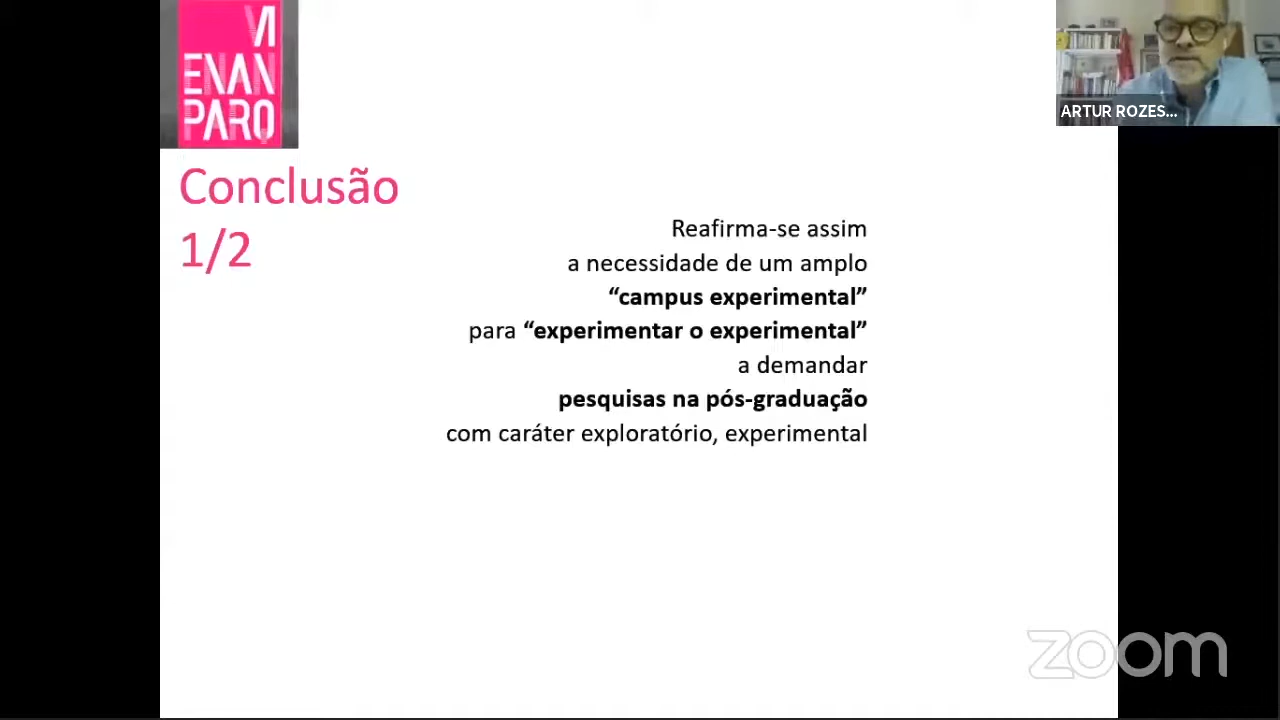 VI
ENAN
PARQ
ARTUR ROZES...
Conclusão
1/2
Reafirma-se assim
a necessidade de um amplo
“campus experimental”
para “experimentar o experimental”
a demandar
pesquisas na pós-graduação
com caráter exploratório, experimental
zoom